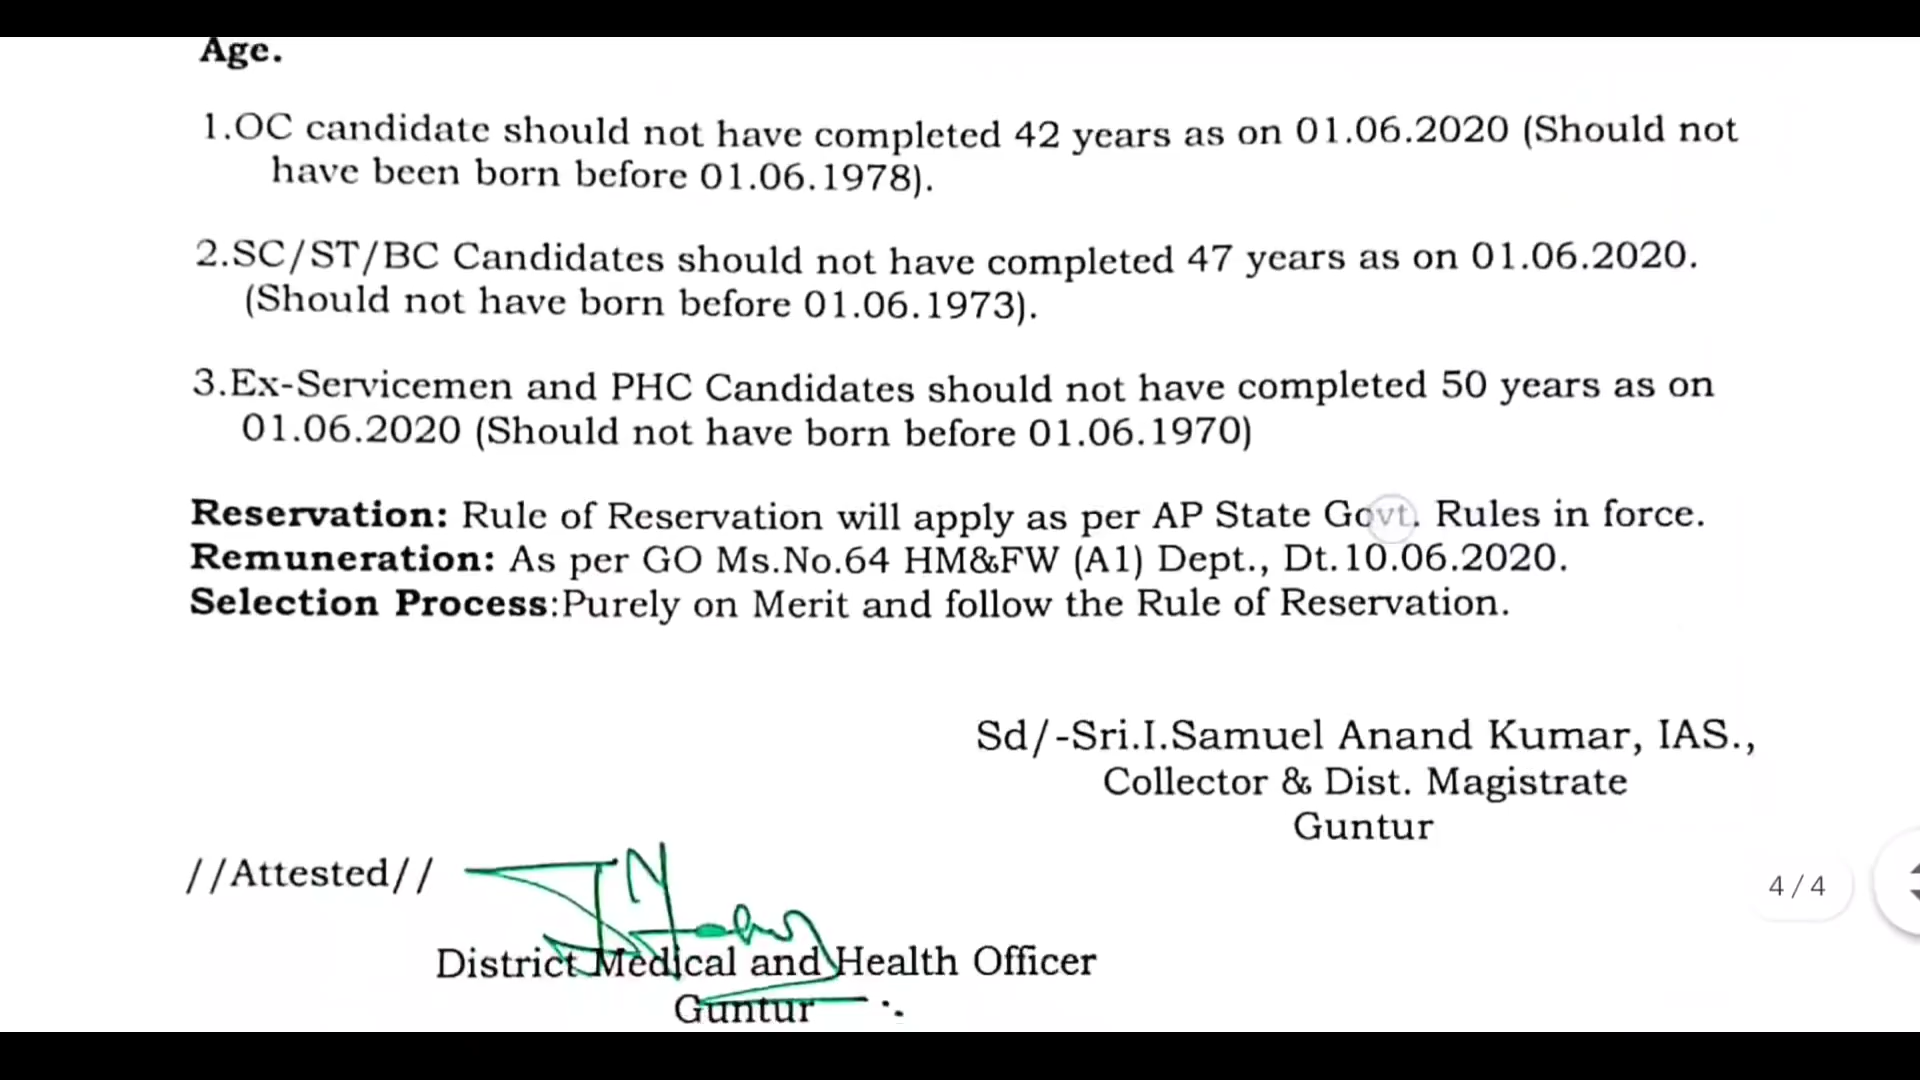 Age.
1.OC candidate should not have completed 42 years as on 01.06.2020 (Should not
have been born before 01.06.1978).
2.SC/ST/BC Candidates should not have completed 47 years as on 01.06.2020.
(Should not have born before 01.06.1973).
3.Ex-Servicemen and PHC Candidates should not have completed 50 years as on
01.06.2020 (Should not have born before 01.06.1970)
Reservation: Rule of Reservation will apply as per AP State Govt. Rules in force.
Remuneration: As per GO Ms.No.64 HM&FW (A1) Dept., Dt.10.06.2020.
Selection Process:Purely on Merit and follow the Rule of Reservation.
Sd/-Sri.I.Samuel Anand Kumar, IAS.,
Collector & Dist. Magistrate
Guntur
//Attested//
4/4
District Medical and Health Officer
Guntur